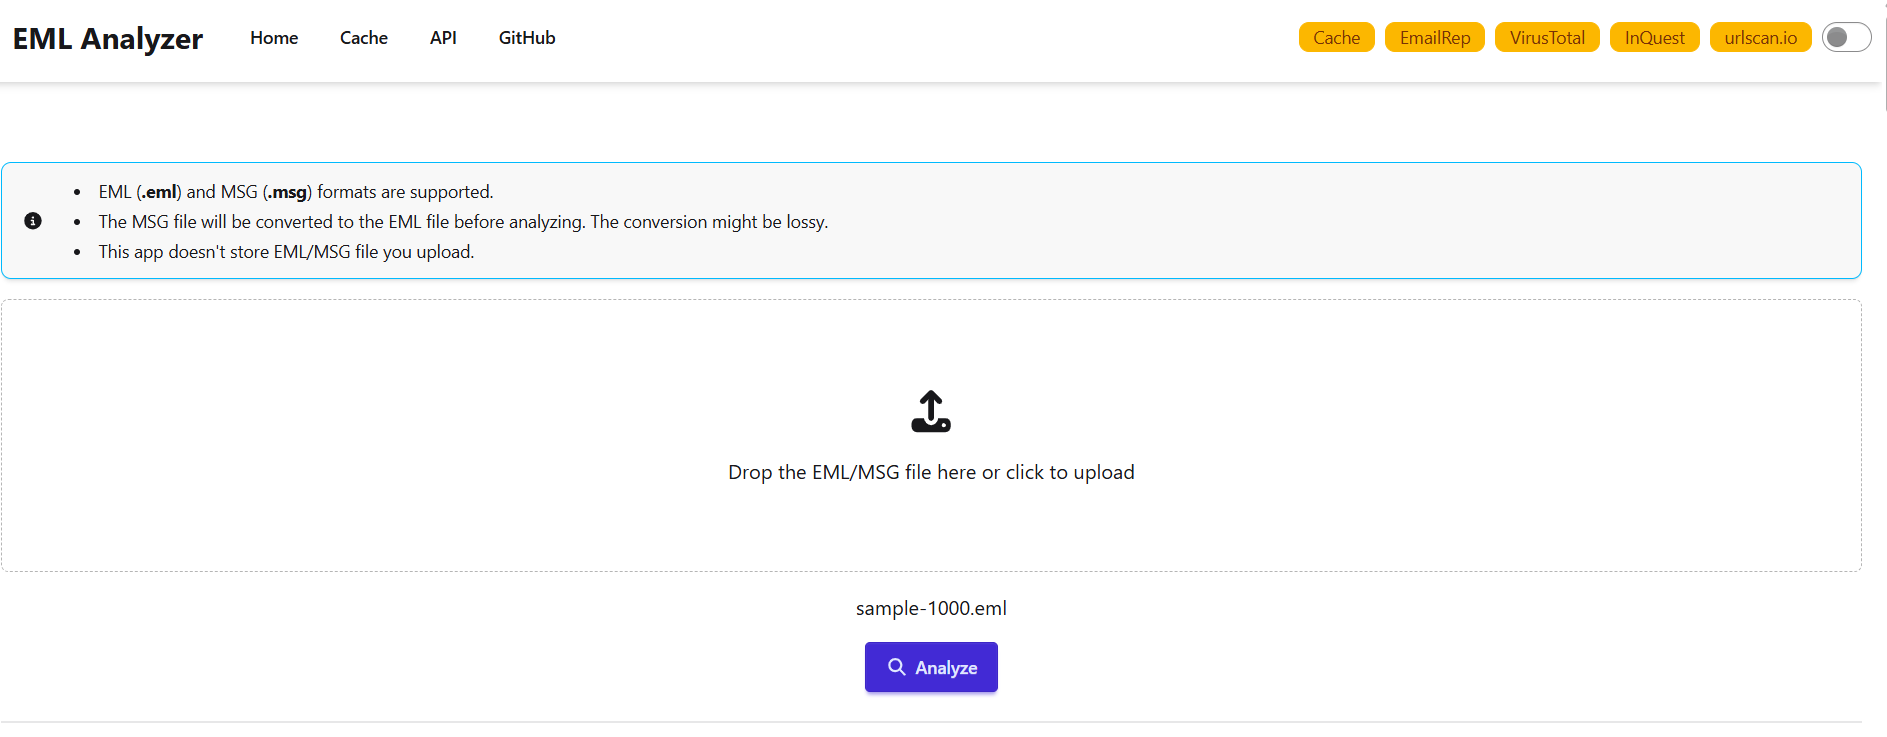 EML Analyzer Home Cache API GitHub Cache EmailRep VirusTotal InQuest urlscan.io
• EML (.eml) and MSG (.msg) formats are supported.
• The MSG file will be converted to the EML file before analyzing. The conversion might be lossy.
• This app doesn't store EML/MSG file you upload.
Drop the EML/MSG file here or click to upload
sample-1000.eml
Analyze